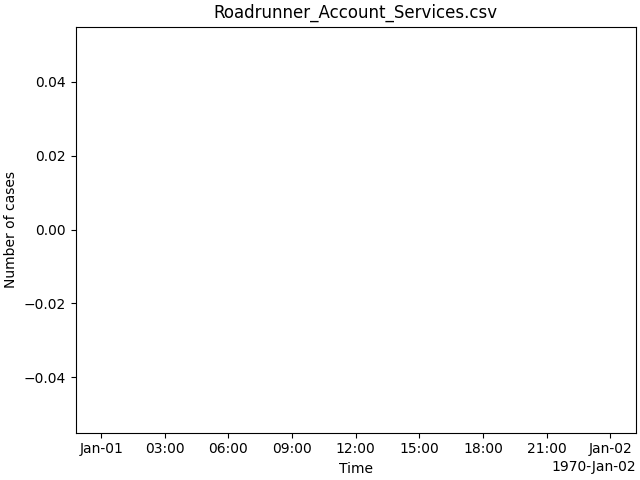 Roadrunner_Account_Services.csv
Number of cases
0.04
0.02
0.00
−0.02
−0.04
Jan-01 03:00 06:00 09:00 12:00 15:00 18:00 21:00 Jan-02
Time
1970-Jan-02